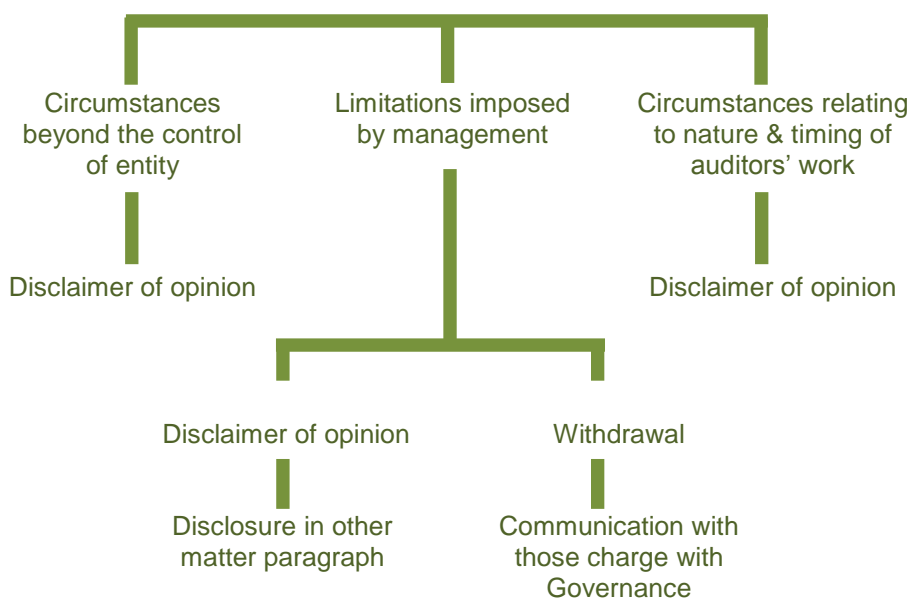 Circumstances
beyond the control
of entity
Limitations imposed
by management
Circumstances relating
to nature & timing of
auditors' work
Disclaimer of opinion
Disclaimer of opinion
Disclaimer of opinion
Withdrawal
Disclosure in other
matter paragraph
Communication with
those charge with
Governance